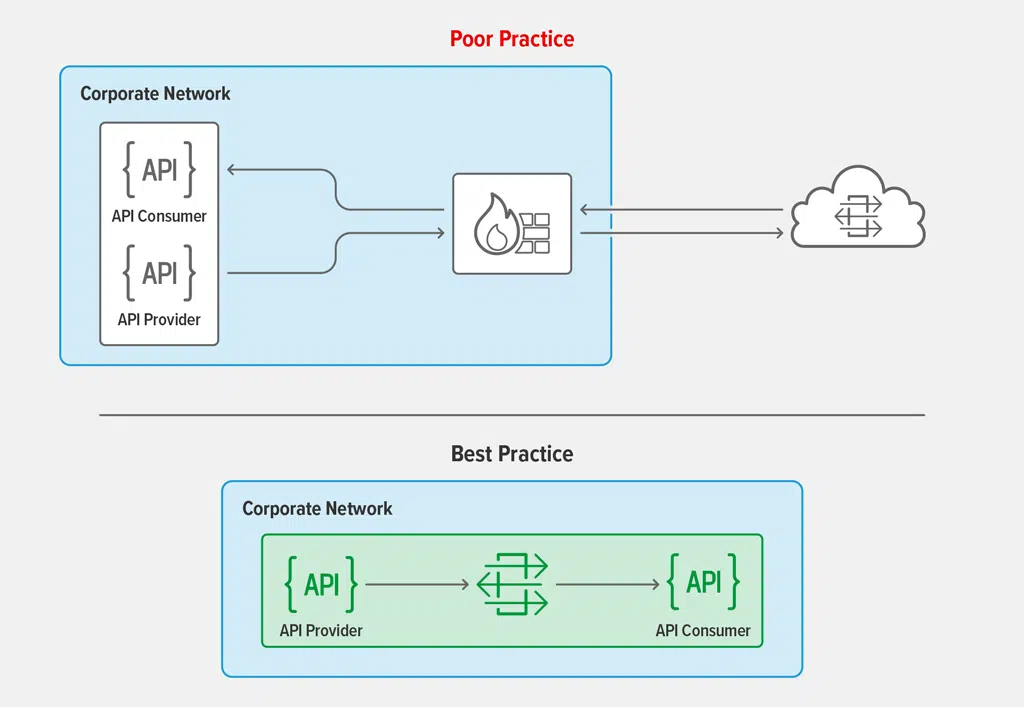 Poor Practice
Corporate Network
{ API }
API Consumer
{ API }
API Provider
Best Practice
Corporate Network
{ API }
API Provider
{ API }
API Consumer